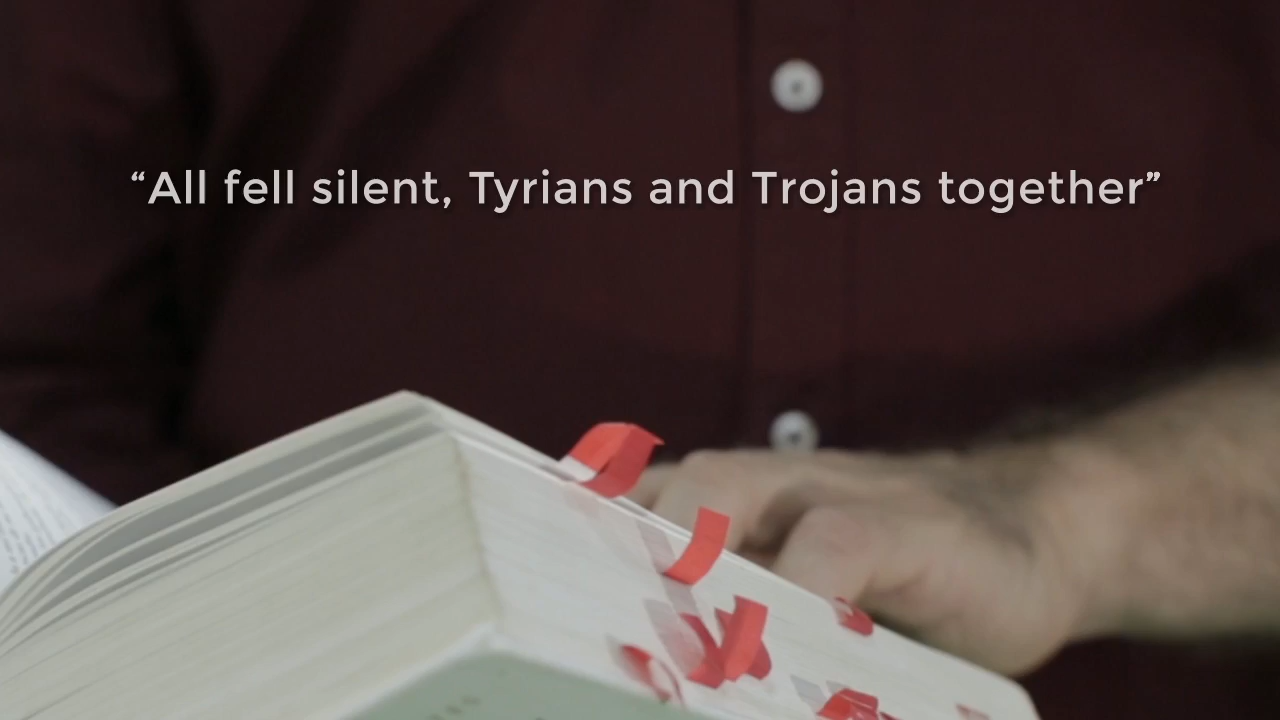 “All fell silent, Tyrians and Trojans together”